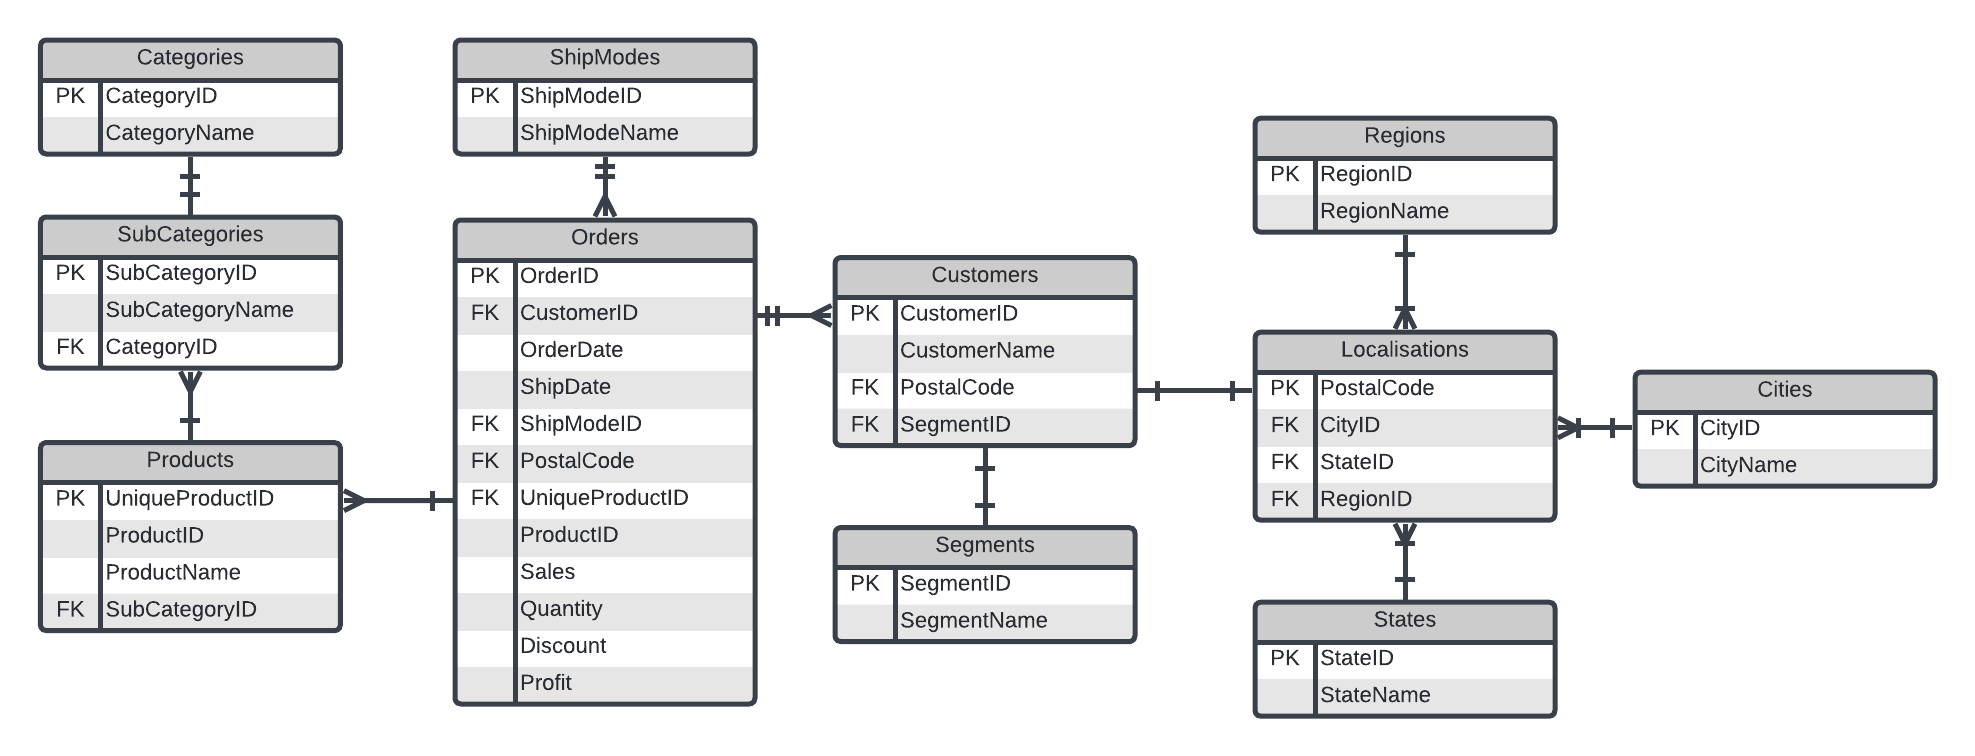 Categories
PK CategoryID
CategoryName
SubCategories
PK SubCategoryID
SubCategoryName
FK CategoryID
Products
PK UniqueProductID
ProductID
ProductName
FK SubCategoryID
ShipModes
PK ShipModeID
ShipModeName
Orders
PK OrderID
FK CustomerID
OrderDate
ShipDate
FK ShipModeID
FK PostalCode
FK UniqueProductID
ProductID
Sales
Quantity
Discount
Profit
Customers
PK CustomerID
CustomerName
FK PostalCode
FK SegmentID
Segments
PK SegmentID
SegmentName
Regions
PK RegionID
RegionName
Localisations
PK PostalCode
FK CityID
FK StateID
FK RegionID
States
PK StateID
StateName
Cities
PK CityID
CityName